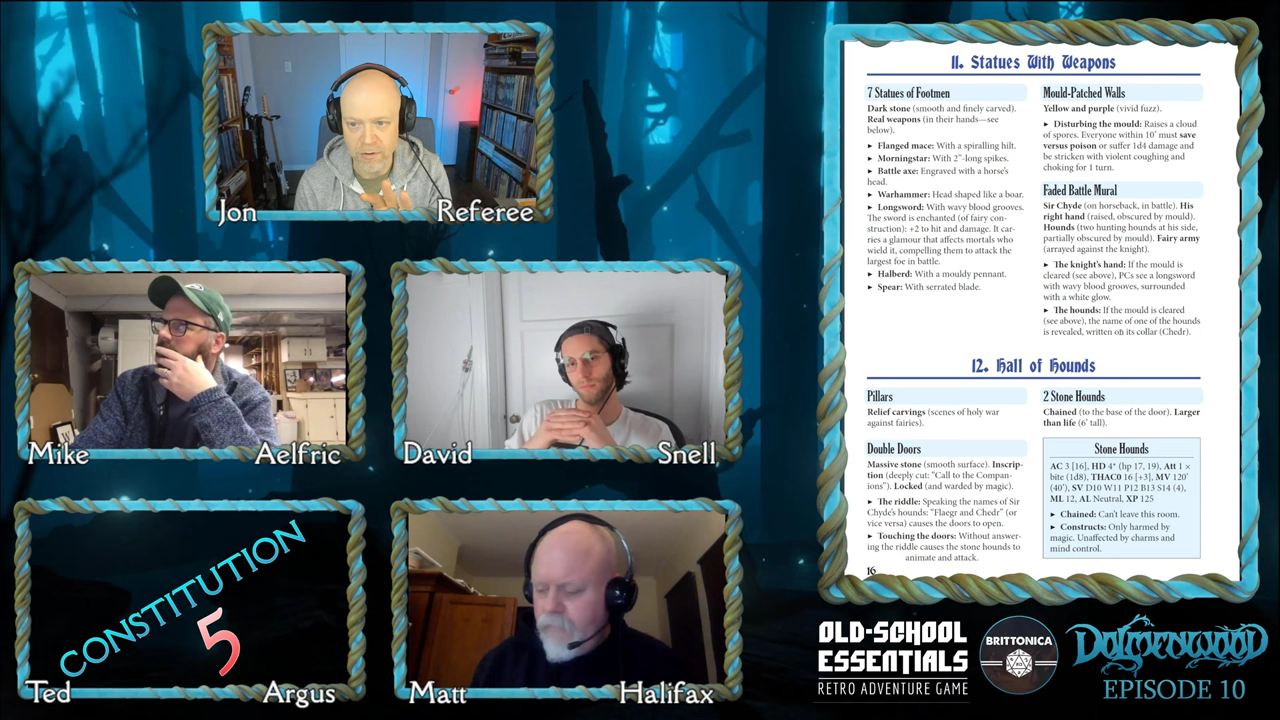 Jon
Referee
Mike
Aelfric
David
Snell
CONSTITUTION
5
Ted
Argus
Matt
Halifax
11. Statues With Weapons
7 Statues of Footmen
Dark stone (smooth and finely carved).
Real weapons (in their hands—see
below).
► Flanged mace: With a spiralling hilt.
► Morningstar: With 2"-long spikes.
► Battle axe: Engraved with a horse's
head.
► Warhammer: Head shaped like a boar.
► Longsword: With wavy blood grooves.
The sword is enchanted (of fairy con-
struction): +2 to hit and damage. It car-
ries a glamour that affects mortals who
wield it, compelling them to attack the
largest foe in battle.
► Halberd: With a mouldy pennant.
► Spear: With serrated blade.
Mould-Patched Walls
Yellow and purple (vivid fuzz).
► Disturbing the mould: Raises a cloud
of spores. Everyone within 10' must save
versus poison or suffer 1d4 damage and
be stricken with violent coughing and
choking for 1 turn.
Faded Battle Mural
Sir Chyde (on horseback, in battle). His
right hand (raised, obscured by mould).
Hounds (two hunting hounds at his side,
partially obscured by mould). Fairy army
(arrayed against the knight).
► The knight's hand: If the mould is
cleared (see above), PCs see a longsword
with wavy blood grooves, surrounded
with a white glow.
► The hounds: If the mould is cleared
(see above), the name of one of the hounds
is revealed, written on its collar (Chedr).
12. Hall of Hounds
Pillars
Relief carvings (scenes of holy war
against fairies).
Double Doors
Massive stone (smooth surface). Inscrip-
tion (deeply cut: "Call to the Compan-
ions"). Locked (and warded by magic).
► The riddle: Speaking the names of Sir
Chyde's hounds: "Flaegr and Chedr" (or
vice versa) causes the doors to open.
► Touching the doors: Without answer-
ing the riddle causes the stone hounds to
animate and attack.
16
2 Stone Hounds
Chained (to the base of the door). Larger
than life (6' tall).
Stone Hounds
AC 3 [16], HD 4* (hp 17, 19), Att 1 ×
bite (1d8), THAC0 16 [+3], MV 120'
(40'), SV D10 W11 P12 B13 S14 (4),
ML 12, AL Neutral, XP 125
► Chained: Can't leave this room.
► Constructs: Only harmed by
magic. Unaffected by charms and
mind control.
OLD-SCHOOL
ESSENTIALS
RETRO ADVENTURE GAME
BRITTONICA
DOLMENWOOD
EPISODE 10